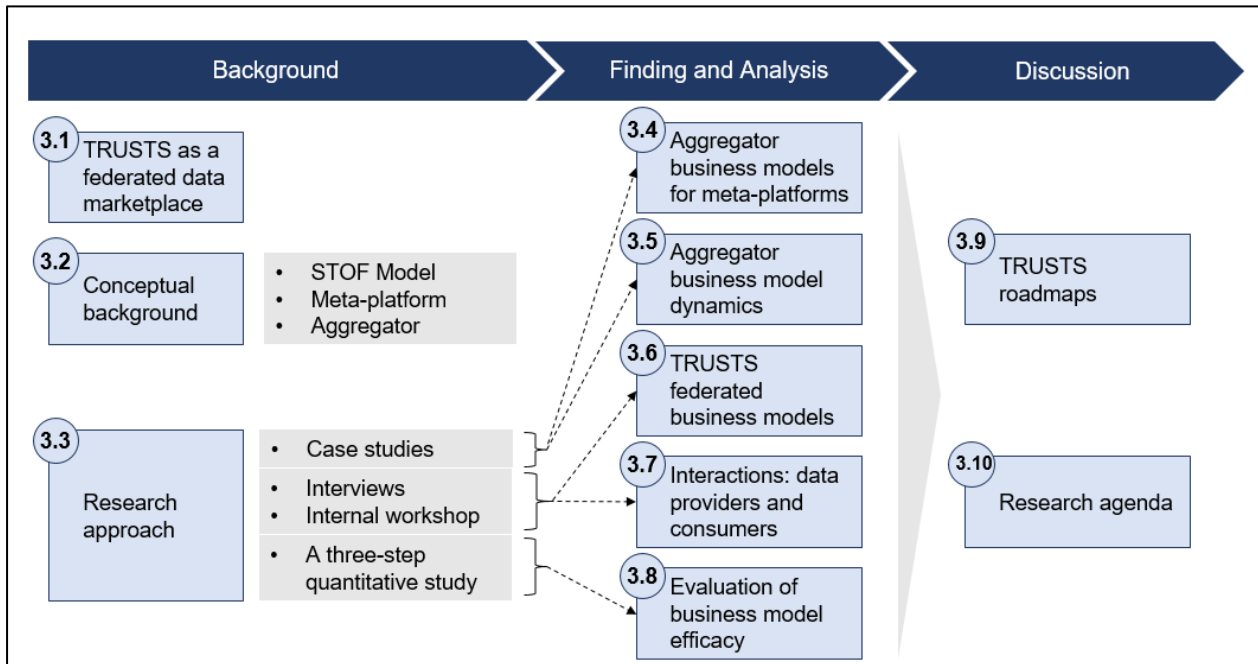 Background
Finding and Analysis
Discussion
3.1
TRUSTS as a
federated data
marketplace
3.2
Conceptual
background
• STOF Model
• Meta-platform
• Aggregator
3.3
Research
approach
• Case studies
• Interviews
• Internal workshop
• A three-step
quantitative study
3.4
Aggregator
business models
for meta-platforms
3.5
Aggregator
business model
dynamics
3.6
TRUSTS
federated
business models
3.7
Interactions: data
providers and
consumers
3.8
Evaluation of
business model
efficacy
3.9
TRUSTS
roadmaps
3.10
Research agenda